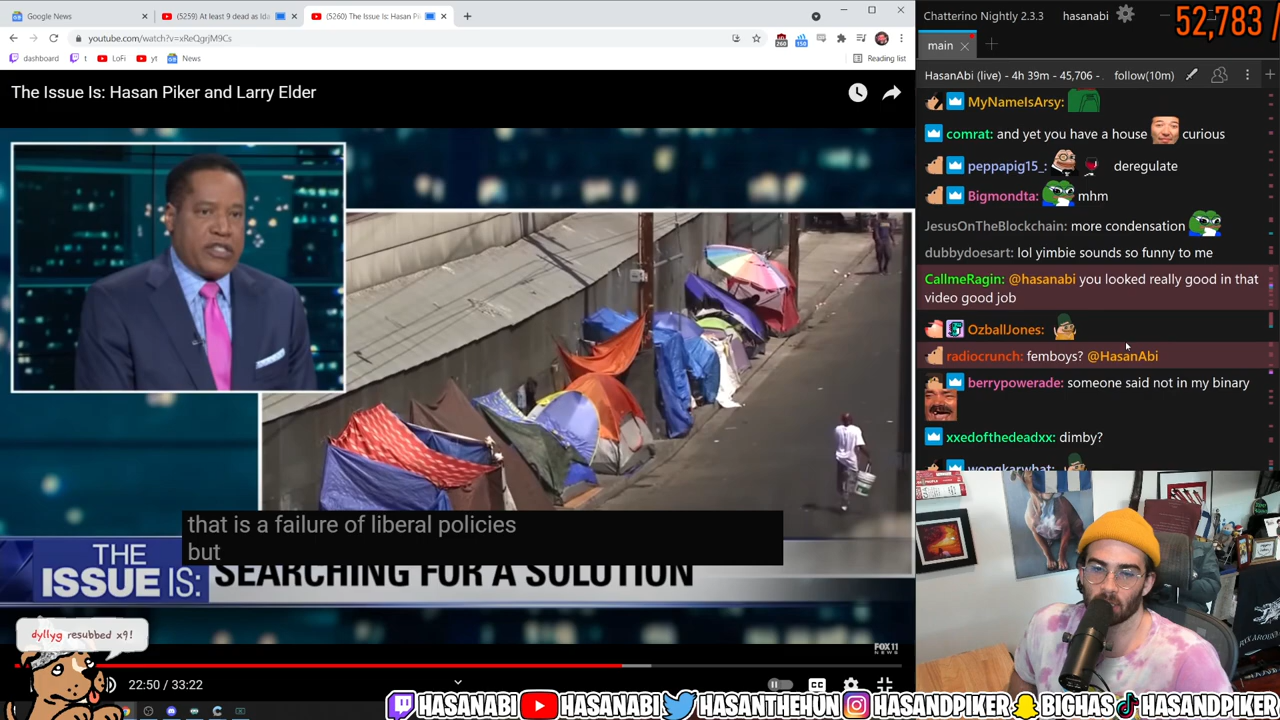 Google News
(5259) At least 9 dead as Ida
(5260) The Issue Is: Hasan Pi
youtube.com/watch?v=xReQgrjM9Cs
260
150
dashboard
t
LoFi
yt
News
Reading list
The Issue Is: Hasan Piker and Larry Elder
that is a failure of liberal policies
but
THE
ISSUE IS:
SEARCHING FOR A SOLUTION
FOX 11
NEWS
dyllyg resubbed x9!
22:50 / 33:22
CC
Chatterino Nightly 2.3.3
hasanabi
52,783 /
main
HasanAbi (live) - 4h 39m - 45,706 -
follow(10m)
MyNameIsArsy:
comrat: and yet you have a house curious
peppapig15_: deregulate
Bigmondta: mhm
JesusOnTheBlockchain: more condensation
dubbydoesart: lol yimbie sounds so funny to me
CallmeRagin: @hasanabi you looked really good in that
video good job
OzballJones:
radiocrunch: femboys? @HasanAbi
berrypowerade: someone said not in my binary
xxedofthedeadxx: dimby?
wongkarwhat:
HASANABI
HASANABI
HASANTHEHUN
HASANDPIKER
BIGHAS
HASANDPIKER